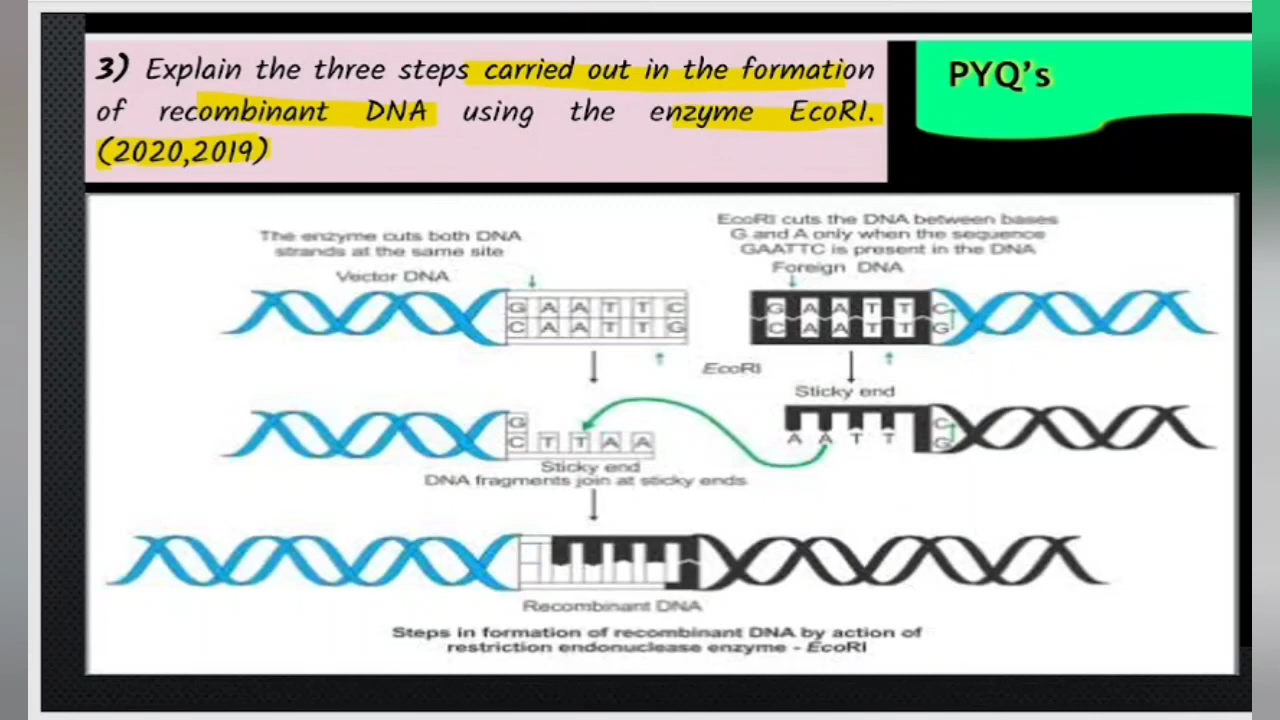 3) Explain the three steps carried out in the formation
of recombinant DNA using the enzyme EcoRI.
(2020,2019)
PYQ's
The enzyme cuts both DNA
strands at the same site
Vector DNA
EcoRI cuts the DNA between bases
G and A only when the sequence
GAATTC is present in the DNA
Foreign DNA
G A A T T C
C A A T T G
G A A T T C
C A A T T G
EcoRI
Sticky end
G
C T T A A
A A T T
C
G
Sticky end
DNA fragments join at sticky ends
Recombinant DNA
Steps in formation of recombinant DNA by action of
restriction endonuclease enzyme - EcoRI